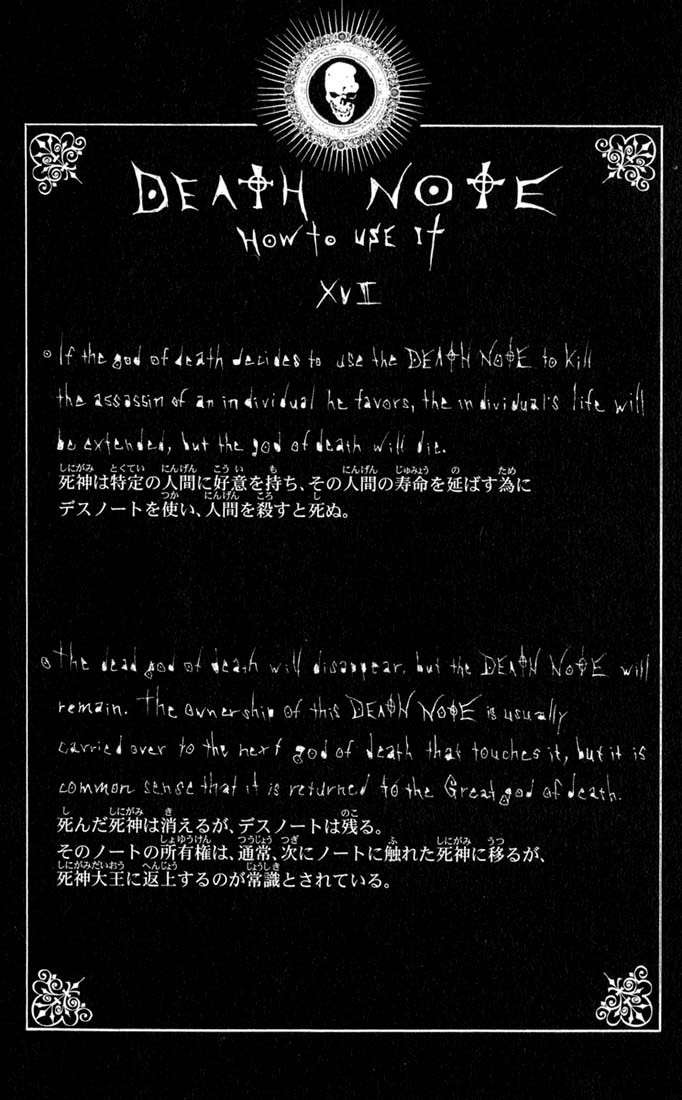 DEATH NOTE
HOW to USE It
XVII
If the god of death decides to use the DEATH NOTE to kill
the assassin of an individual he favors, the individual's life will
be extended, but the god of death will die.
死神は特定の人間に好意を持ち、その人間の寿命を延ばす為に
デスノートを使い、人間を殺すと死ぬ。
The dead god of death will disappear, but the DEATH NOTE will
remain. The ownership of this DEATH NOTE is usually
carried over to the next god of death that touches it, but it is
common sense that it is returned to the Great god of death.
死んだ死神は消えるが、デスノートは残る。
そのノートの所有権は、通常、次にノートに触れた死神に移るが、
死神大王に返上するのが常識とされている。